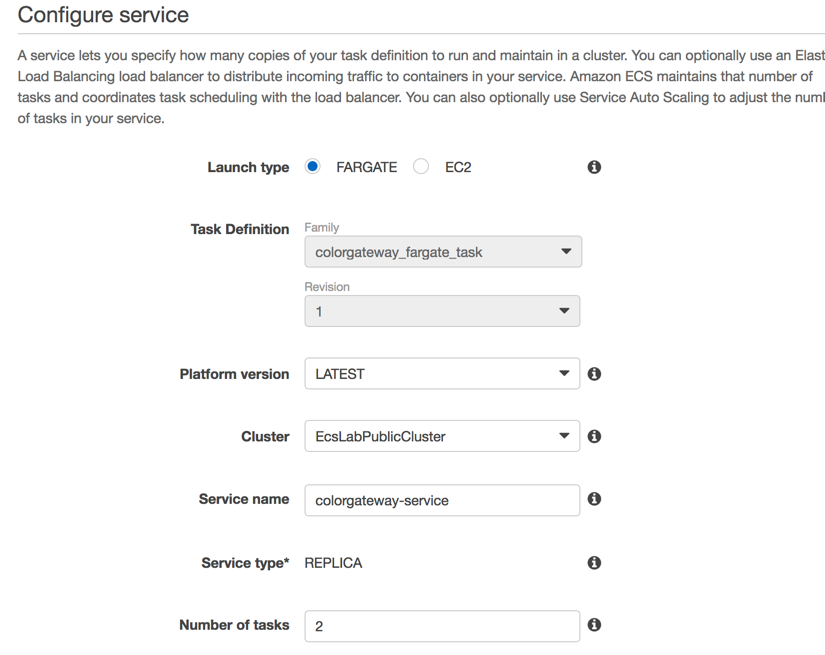 Configure service
A service lets you specify how many copies of your task definition to run and maintain in a cluster. You can optionally use an Elast
Load Balancing load balancer to distribute incoming traffic to containers in your service. Amazon ECS maintains that number of
tasks and coordinates task scheduling with the load balancer. You can also optionally use Service Auto Scaling to adjust the num
of tasks in your service.
Launch type FARGATE EC2
Task Definition Family
colorgateway_fargate_task
Revision
1
Platform version LATEST
Cluster EcsLabPublicCluster
Service name colorgateway-service
Service type* REPLICA
Number of tasks 2